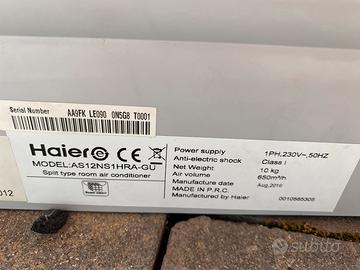 Serial Number
AA9FK LE090 0N5G8 T0001
Haier CE
MODEL:AS12NS1HRA-GU
Split type room air conditioner
Power supply 1PH,230V~,50HZ
Anti-electric shock Class I
Net Weight 10 kg
Air volume 650m³/h
Manufacture date Aug,2016
MADE IN P.R.C.
Manufactured by Haier 0010585305
012
subito